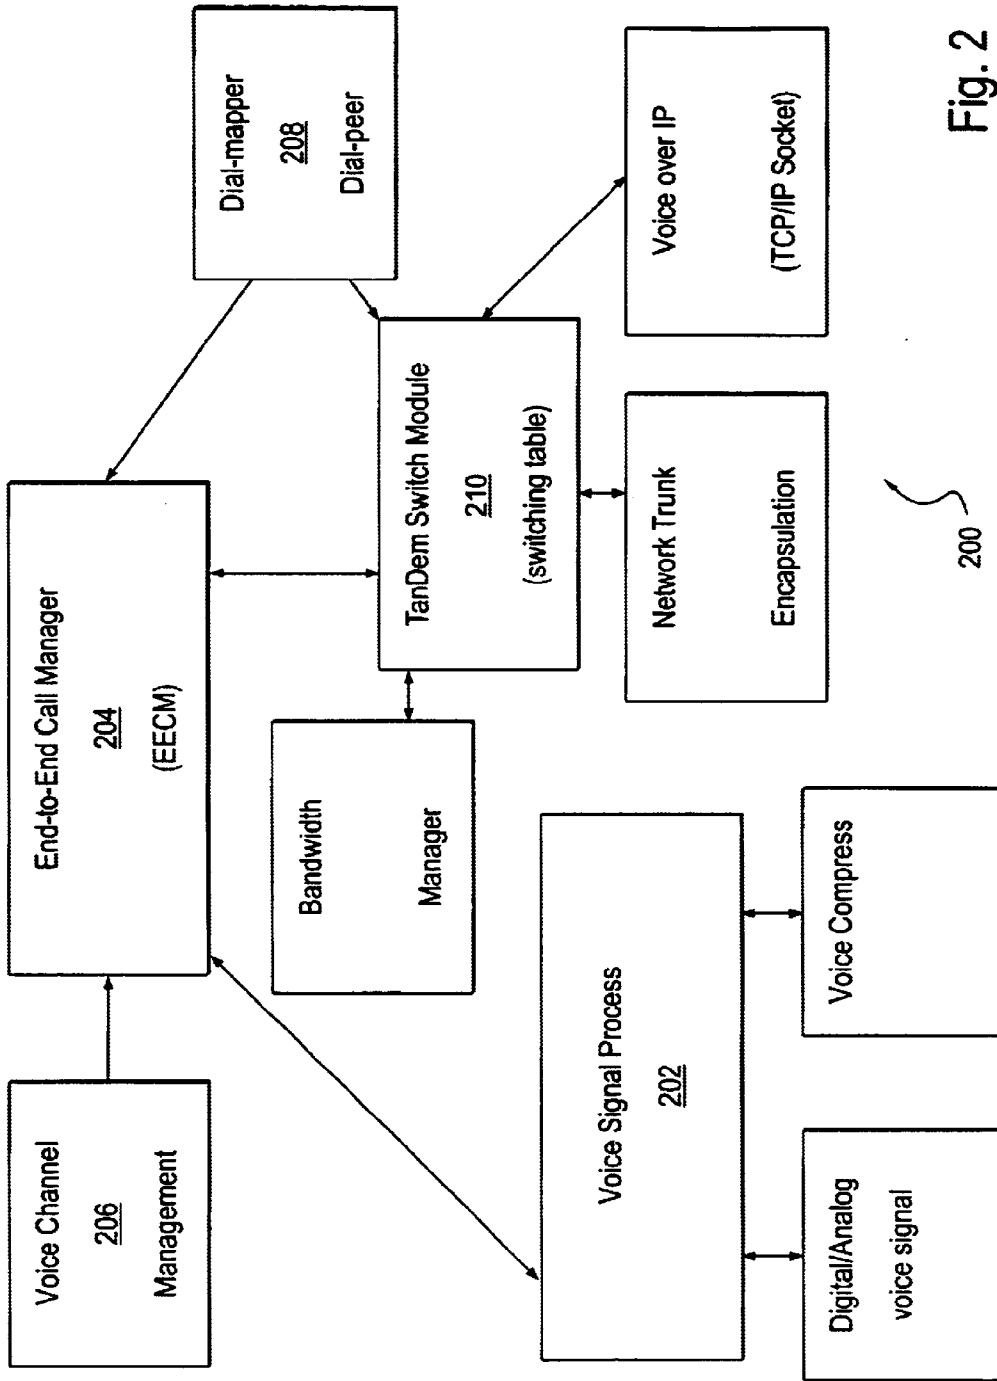 Voice Channel
206
Management
End-to-End Call Manager
204
(EECM)
Dial-mapper
208
Dial-peer
Bandwidth
Manager
TanDem Switch Module
210
(switching table)
Voice Signal Process
202
Network Trunk
Encapsulation
Voice over IP
(TCP/IP Socket)
Digital/Analog
voice signal
Voice Compress
200
Fig. 2